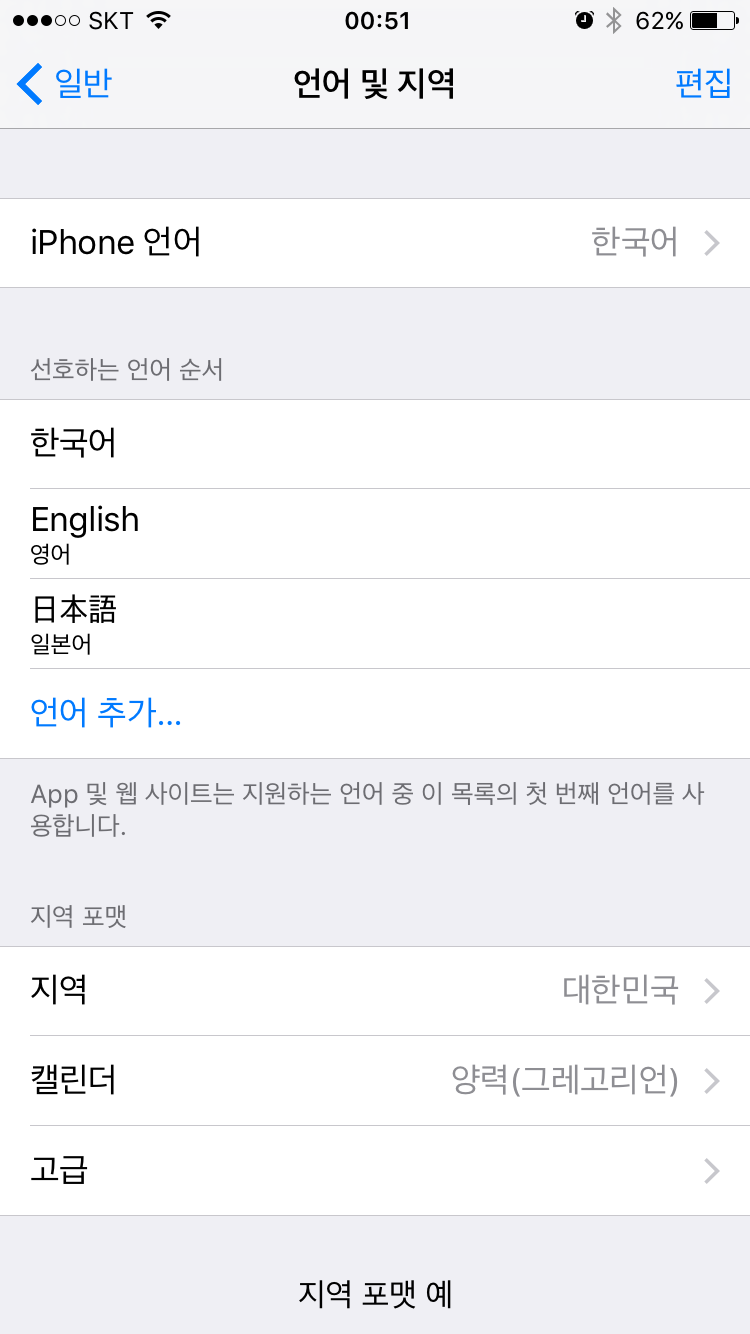 SKT 00:51 62%
일반 언어 및 지역 편집
iPhone 언어 한국어
선호하는 언어 순서
한국어
English
영어
日本語
일본어
언어 추가...
App 및 웹 사이트는 지원하는 언어 중 이 목록의 첫 번째 언어를 사
용합니다.
지역 포맷
지역 대한민국
캘린더 양력(그레고리언)
고급
지역 포맷 예